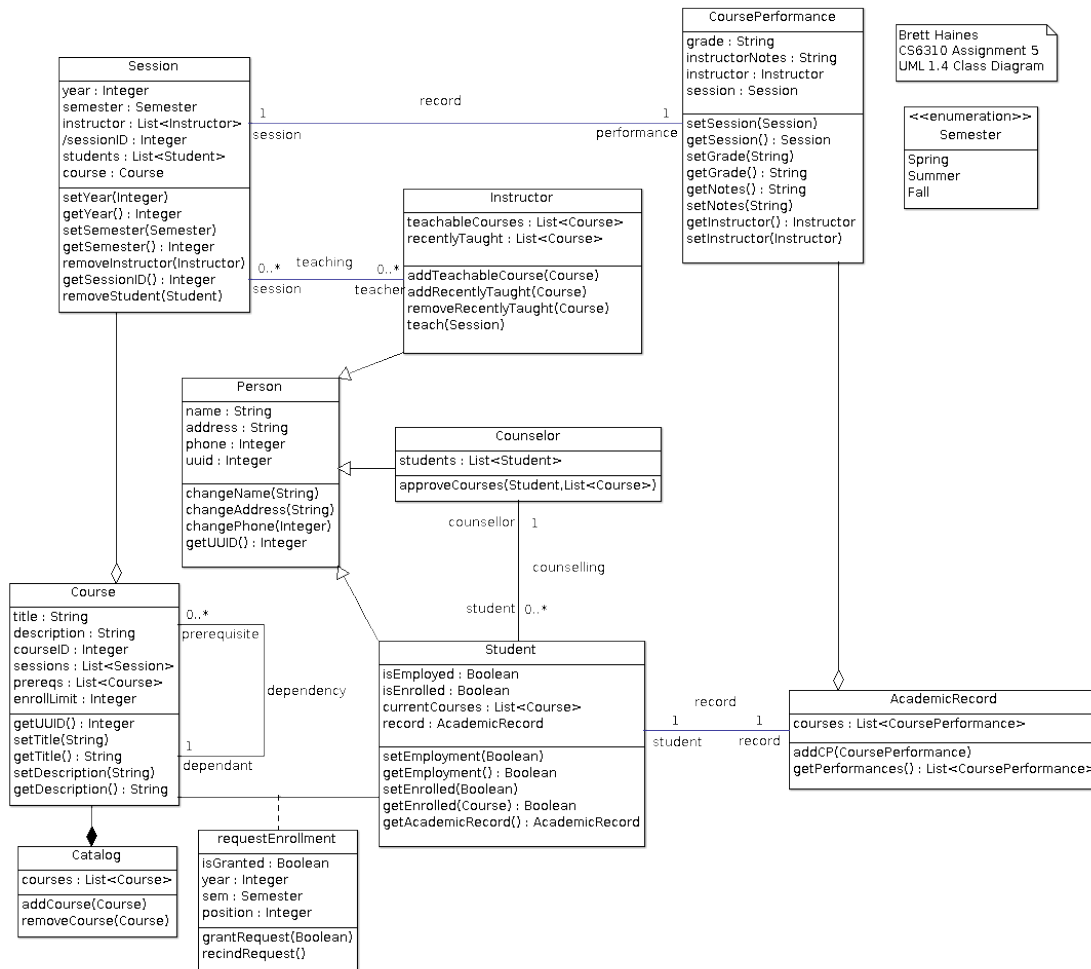 Session
year : Integer
semester : Semester
instructor : List<Instructor>
/sessionID : Integer
students : List<Student>
course : Course
setYear(Integer)
getYear() : Integer
setSemester(Semester)
getSemester() : Integer
removeInstructor(Instructor)
getSessionID() : Integer
removeStudent(Student)
record
1
session
1
performance
CoursePerformance
grade : String
instructorNotes : String
instructor : Instructor
session : Session
setSession(Session)
getSession() : Session
setGrade(String)
getGrade() : String
getNotes() : String
setNotes(String)
getInstructor() : Instructor
setInstructor(Instructor)
Brett Haines
CS6310 Assignment 5
UML 1.4 Class Diagram
<<enumeration>>
Semester
Spring
Summer
Fall
teaching
0..*
session
0..*
teacher
Instructor
teachableCourses : List<Course>
recentlyTaught : List<Course>
addTeachableCourse(Course)
addRecentlyTaught(Course)
removeRecentlyTaught(Course)
teach(Session)
Person
name : String
address : String
phone : Integer
uuid : Integer
changeName(String)
changeAddress(String)
changePhone(Integer)
getUUID() : Integer
Counselor
students : List<Student>
approveCourses(Student,List<Course>)
counsellor
1
counselling
student
0..*
Course
title : String
description : String
courseID : Integer
sessions : List<Session>
prereqs : List<Course>
enrollLimit : Integer
getUUID() : Integer
setTitle(String)
getTitle() : String
setDescription(String)
getDescription() : String
0..*
prerequisite
dependency
1
dependant
Student
isEmployed : Boolean
isEnrolled : Boolean
currentCourses : List<Course>
record : AcademicRecord
setEmployment(Boolean)
getEmployment() : Boolean
setEnrolled(Boolean)
getEnrolled(Course) : Boolean
getAcademicRecord() : AcademicRecord
record
1
student
1
record
AcademicRecord
courses : List<CoursePerformance>
addCP(CoursePerformance)
getPerformances() : List<CoursePerformance>
Catalog
courses : List<Course>
addCourse(Course)
removeCourse(Course)
requestEnrollment
isGranted : Boolean
year : Integer
sem : Semester
position : Integer
grantRequest(Boolean)
recindRequest()